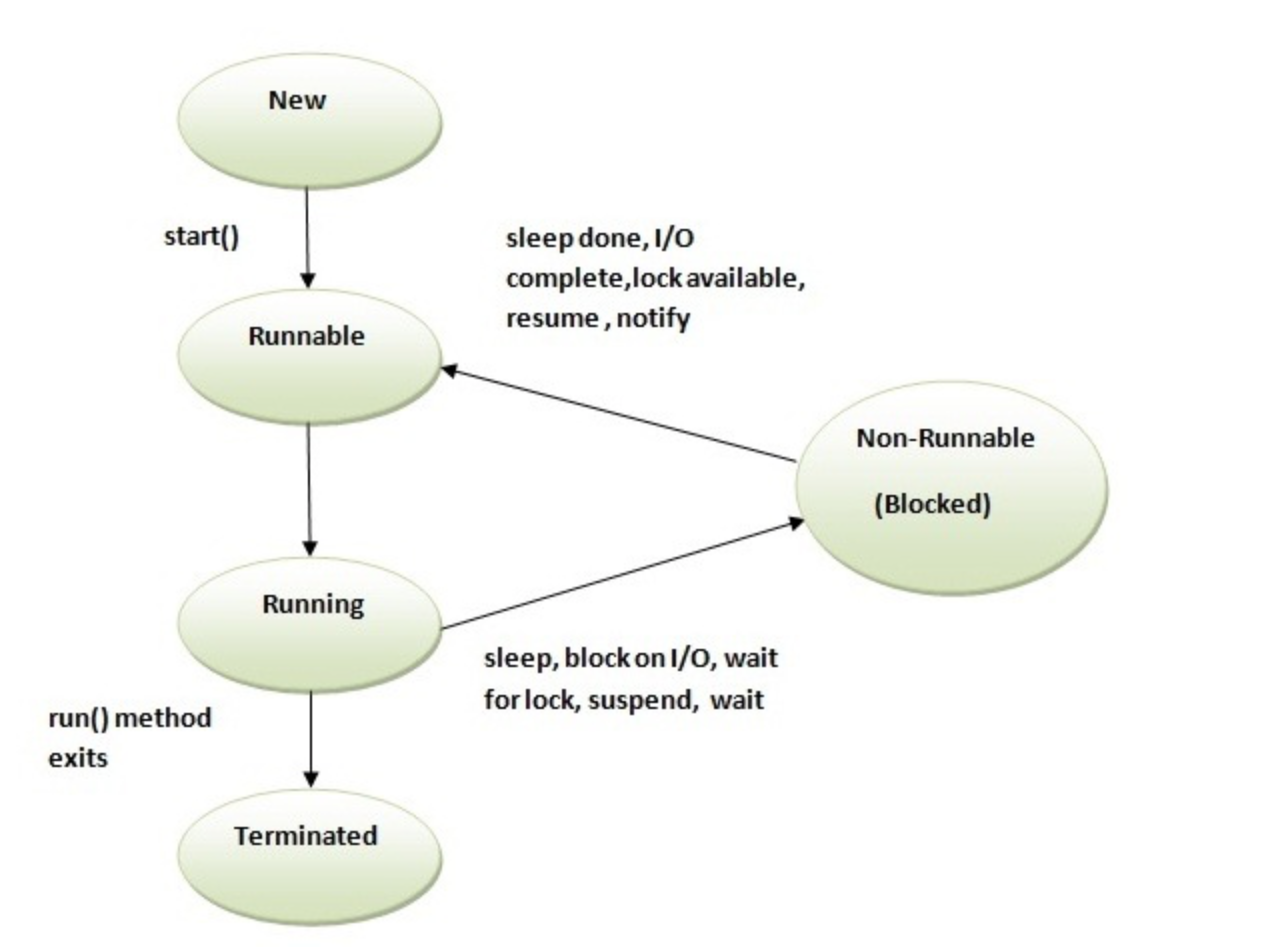 New
start()
sleep done, I/O
complete,lock available,
resume , notify
Runnable
Non-Runnable
(Blocked)
Running
sleep, block on I/O, wait
for lock, suspend, wait
run() method
exits
Terminated